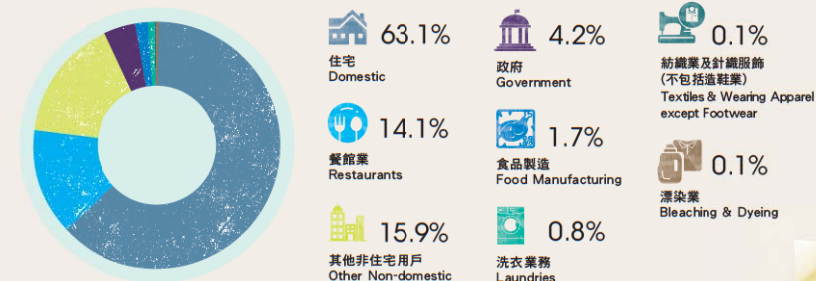 63.1%
住宅
Domestic
14.1%
餐館業
Restaurants
15.9%
其他非住宅用戶
Other Non-domestic
4.2%
政府
Government
1.7%
食品製造
Food Manufacturing
0.8%
洗衣業務
Laundries
0.1%
紡織業及針織服飾
(不包括造鞋業)
Textiles & Wearing Apparel
except Footwear
0.1%
漂染業
Bleaching & Dyeing